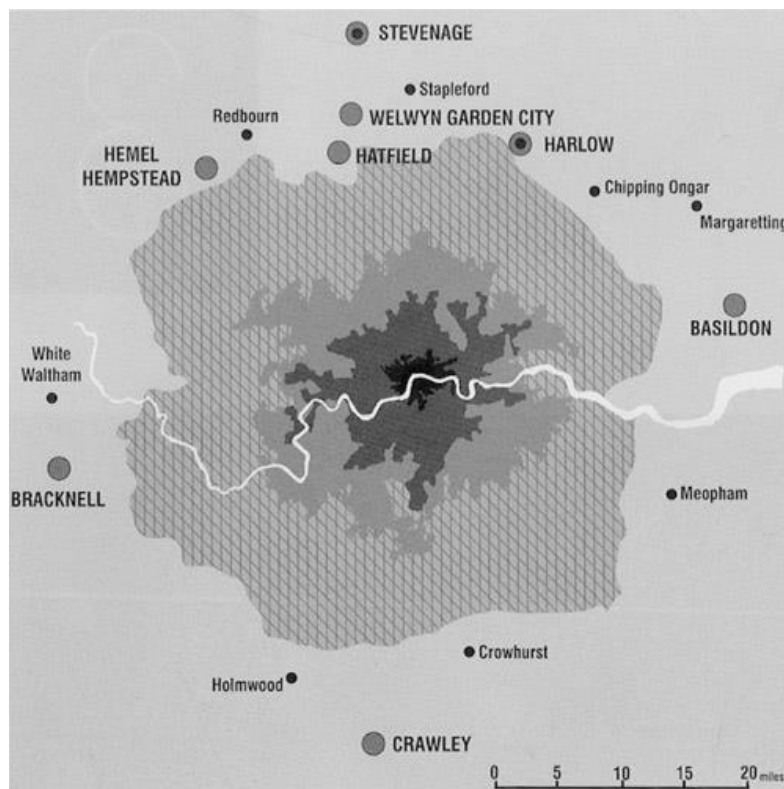 STEVENAGE
Stapleford
Redbourn
WELWYN GARDEN CITY
HEMEL
HEMPSTEAD
HATFIELD
HARLOW
Chipping Ongar
Margaretting
BASILDON
White
Waltham
BRACKNELL
Meopham
Crowhurst
Holmwood
CRAWLEY
0 5 10 15 20 miles